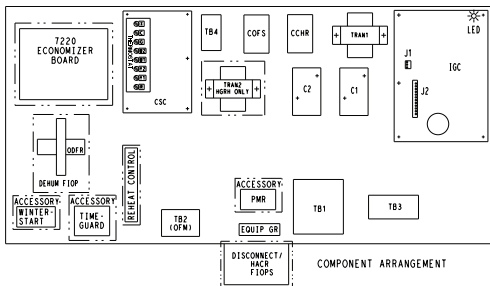 7220
ECONOMIZER
BOARD
THERMOSTAT
CSC
TB4
COFS
CCHR
TRAN1
LED
J1
IGC
J2
TRAN2
HGRH ONLY
C2
C1
ODFR
DEHUM FIOP
REHEAT CONTROL
ACCESSORY
WINTER-
START
ACCESSORY
TIME-
GUARD
TB2
(OFM)
ACCESSORY
PMR
EQUIP GR
TB1
TB3
DISCONNECT/
HACR
FIOPS
COMPONENT ARRANGEMENT